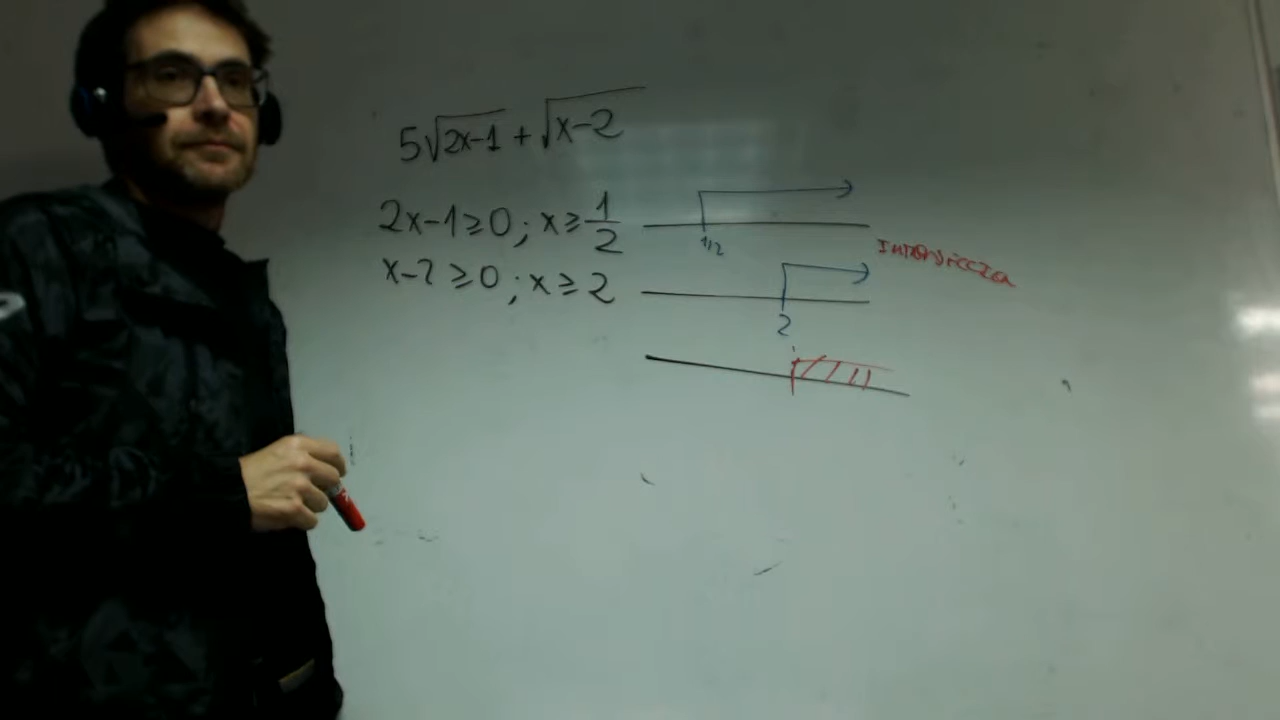 5√(2x-1) + √(x-2)
2x-1≥0; x≥1/2
1/2
x-2≥0; x≥2
2